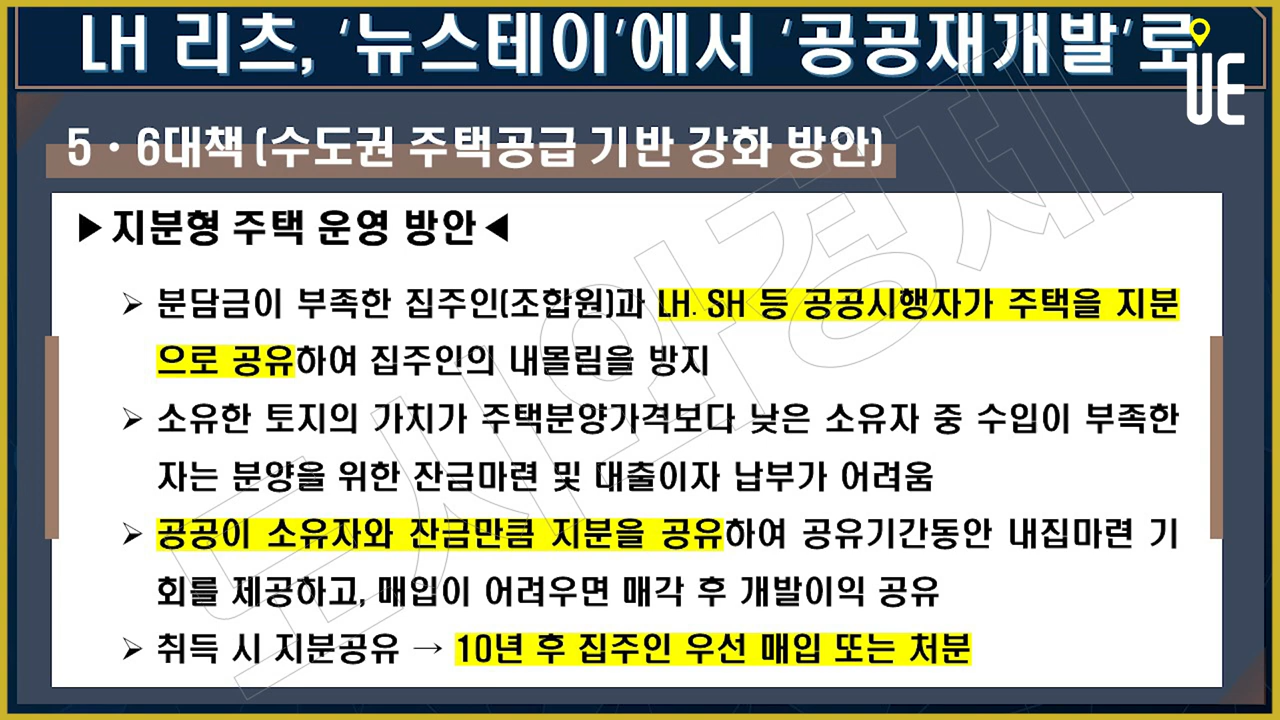 LH 리츠, '뉴스테이'에서 '공공재개발'로
UE
5·6대책 (수도권 주택공급 기반 강화 방안)
▶지분형 주택 운영 방안◀
➢ 분담금이 부족한 집주인(조합원)과 LH. SH 등 공공시행자가 주택을 지분
으로 공유하여 집주인의 내몰림을 방지
➢ 소유한 토지의 가치가 주택분양가격보다 낮은 소유자 중 수입이 부족한
자는 분양을 위한 잔금마련 및 대출이자 납부가 어려움
➢ 공공이 소유자와 잔금만큼 지분을 공유하여 공유기간동안 내집마련 기
회를 제공하고, 매입이 어려우면 매각 후 개발이익 공유
➢ 취득 시 지분공유 → 10년 후 집주인 우선 매입 또는 처분
도시와경제